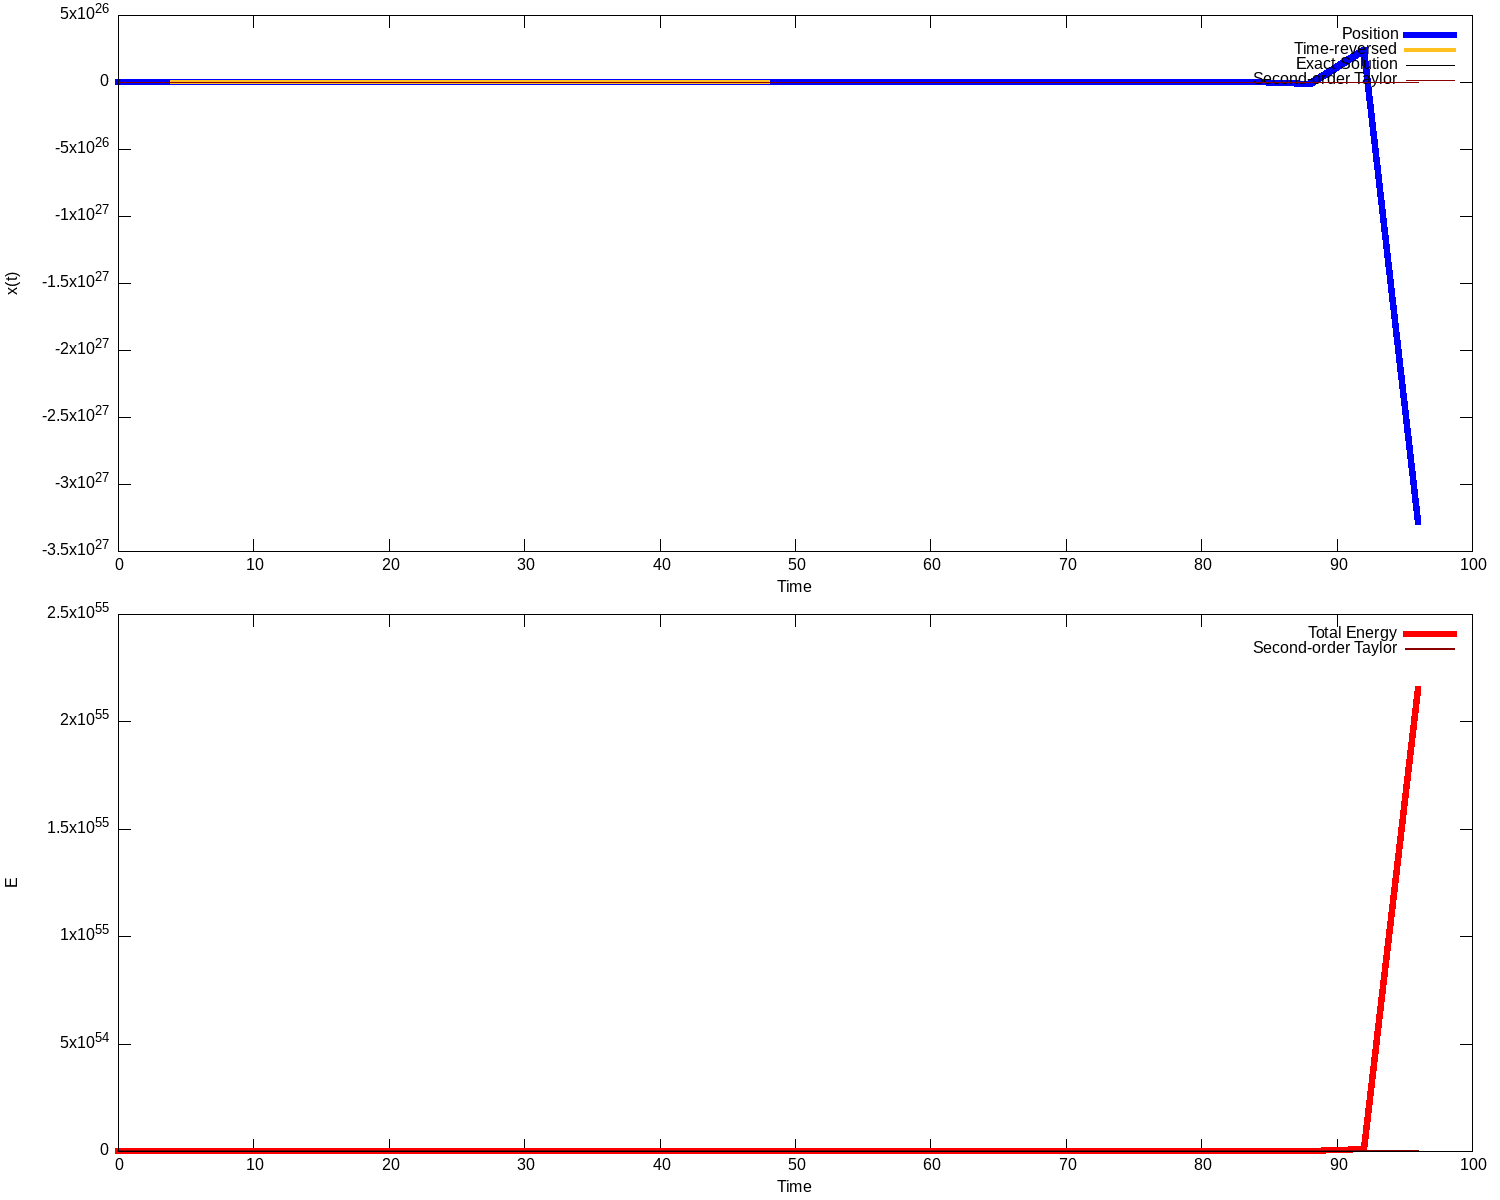 5x10^26
0
-5x10^26
-1x10^27
-1.5x10^27
-2x10^27
-2.5x10^27
-3x10^27
-3.5x10^27
x(t)
Position
Time-reversed
Exact Solution
Second-order Taylor
0 10 20 30 40 50 60 70 80 90 100
Time
2.5x10^55
2x10^55
1.5x10^55
1x10^55
5x10^54
0
E
Total Energy
Second-order Taylor
0 10 20 30 40 50 60 70 80 90 100
Time